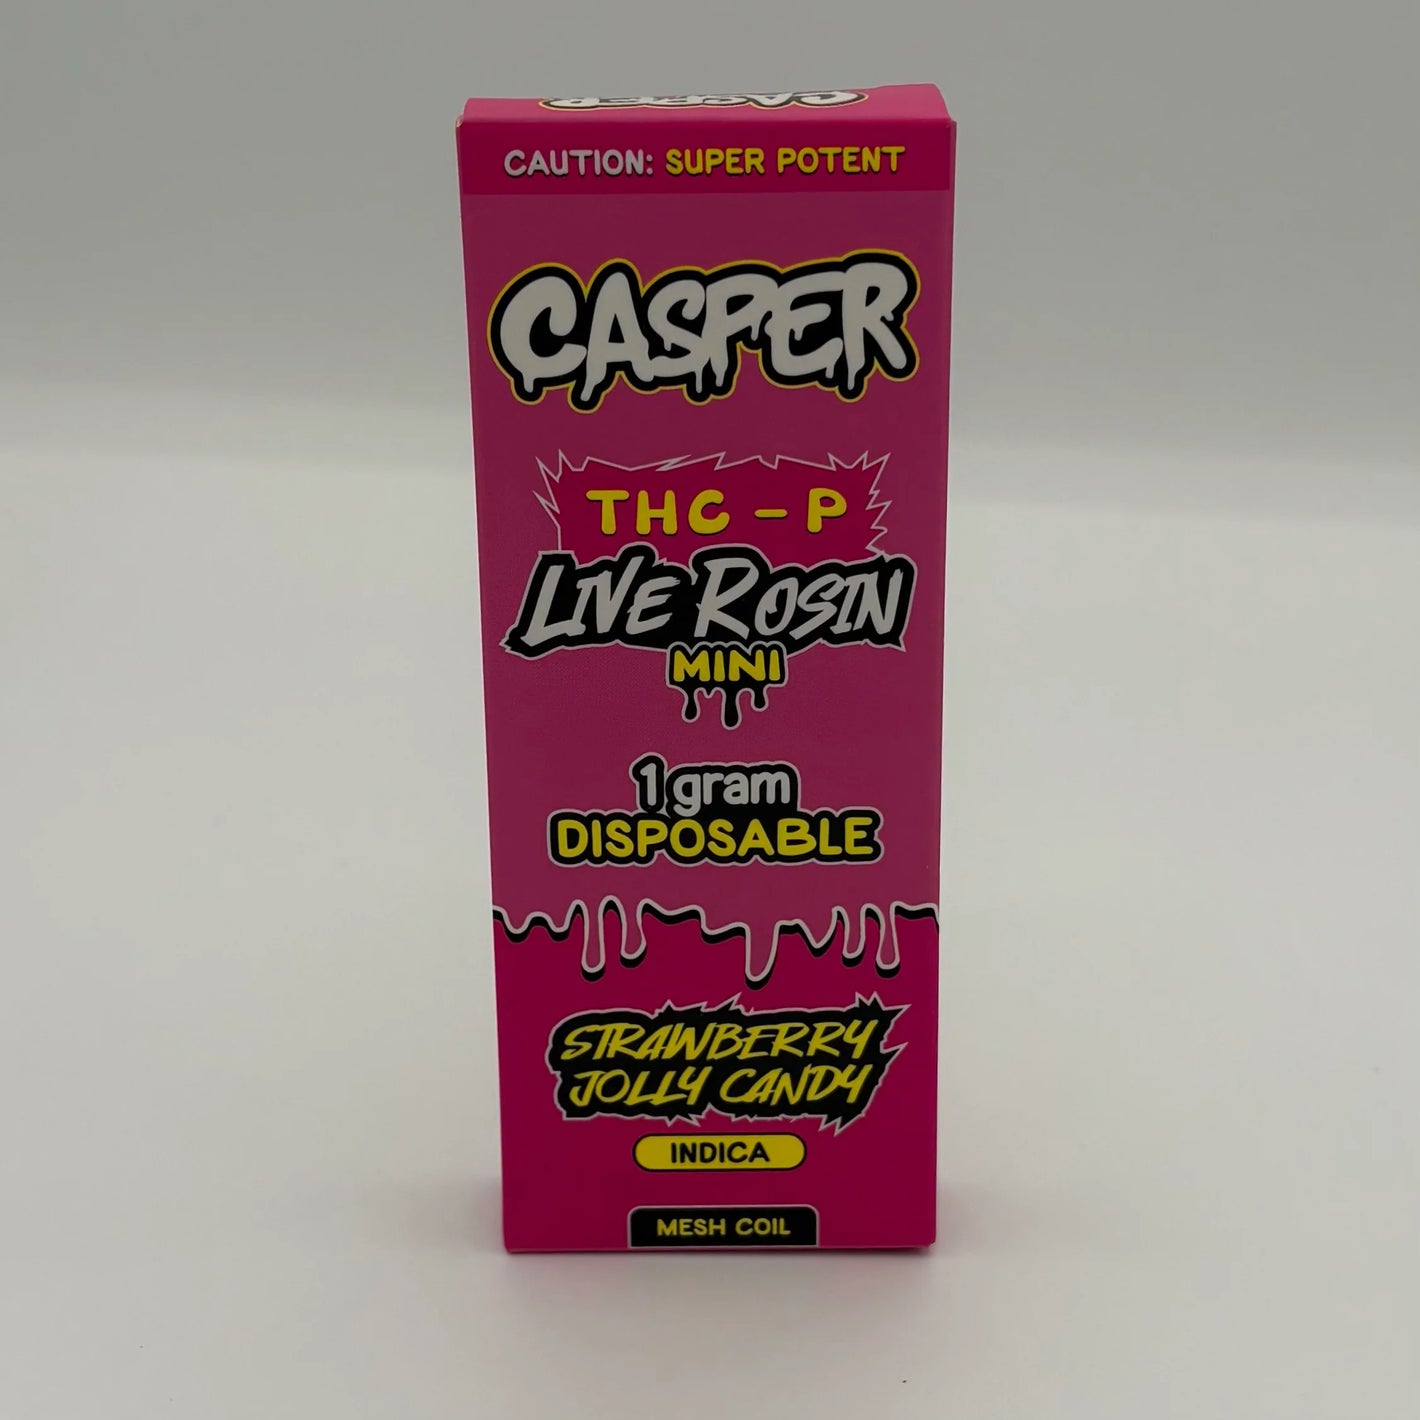 CASPER
CAUTION: SUPER POTENT
CASPER
THC - P
LIVE ROSIN
MINI
1 gram
DISPOSABLE
STRAWBERRY
JOLLY CANDY
INDICA
MESH COIL